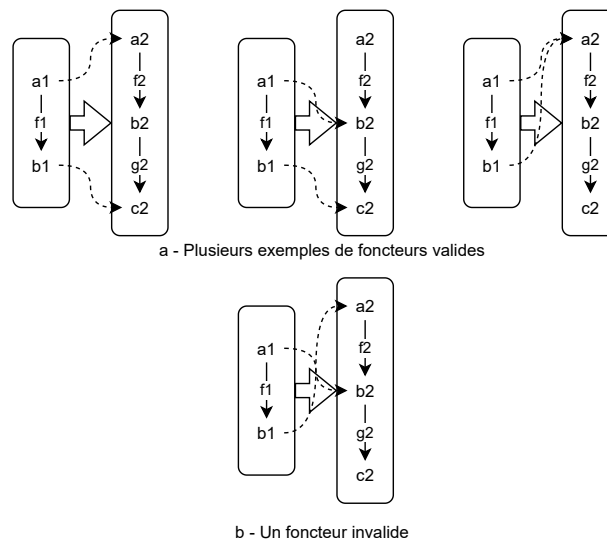 a2
a1
f2
f1
b2
b1
g2
c2
a2
a1
f2
f1
b2
b1
g2
c2
a2
a1
f2
f1
b2
b1
g2
c2
a - Plusieurs exemples de foncteurs valides
a2
a1
f2
f1
b2
b1
g2
c2
b - Un foncteur invalide